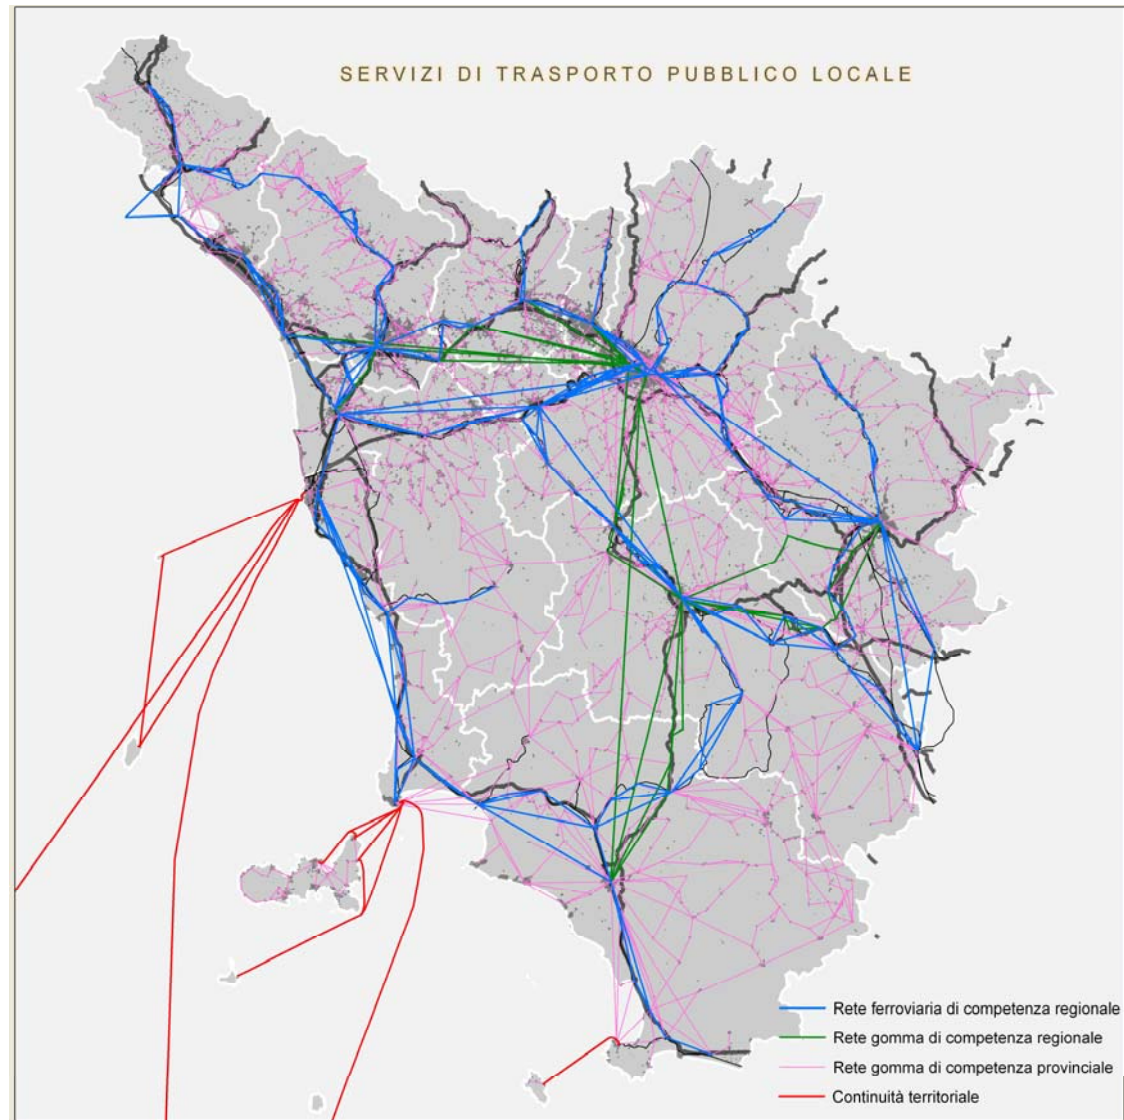 SERVIZI DI TRASPORTO PUBBLICO LOCALE
Rete ferroviaria di competenza regionale
Rete gomma di competenza regionale
Rete gomma di competenza provinciale
Continuità territoriale